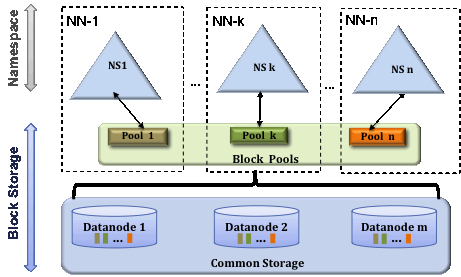 Namespace
NN-1
NN-k
NN-n
NS1
NS k
NS n
...
...
Pool 1
Pool k
Pool n
Block Pools
Block Storage
Datanode 1
...
Datanode 2
...
Datanode m
...
Common Storage